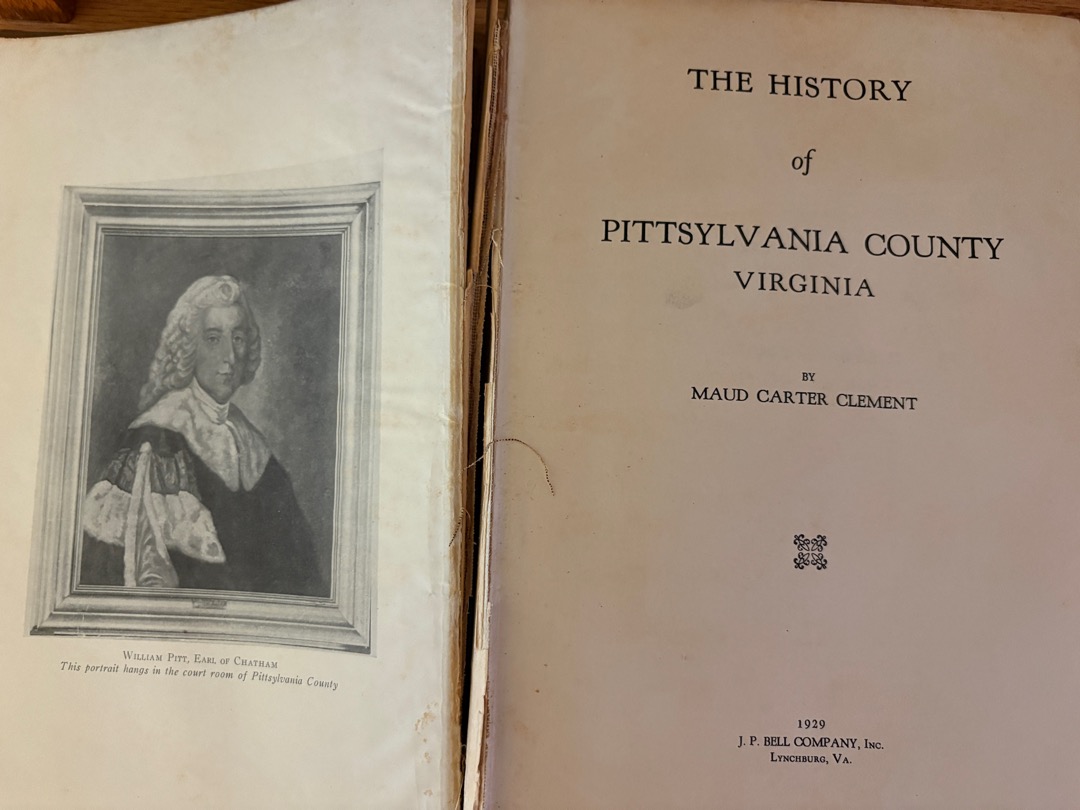 William Pitt, Earl of Chatham
This portrait hangs in the court room of Pittsylvania County
THE HISTORY
of
PITTSYLVANIA COUNTY
VIRGINIA
BY
MAUD CARTER CLEMENT
1929
J. P. BELL COMPANY, Inc.
Lynchburg, Va.